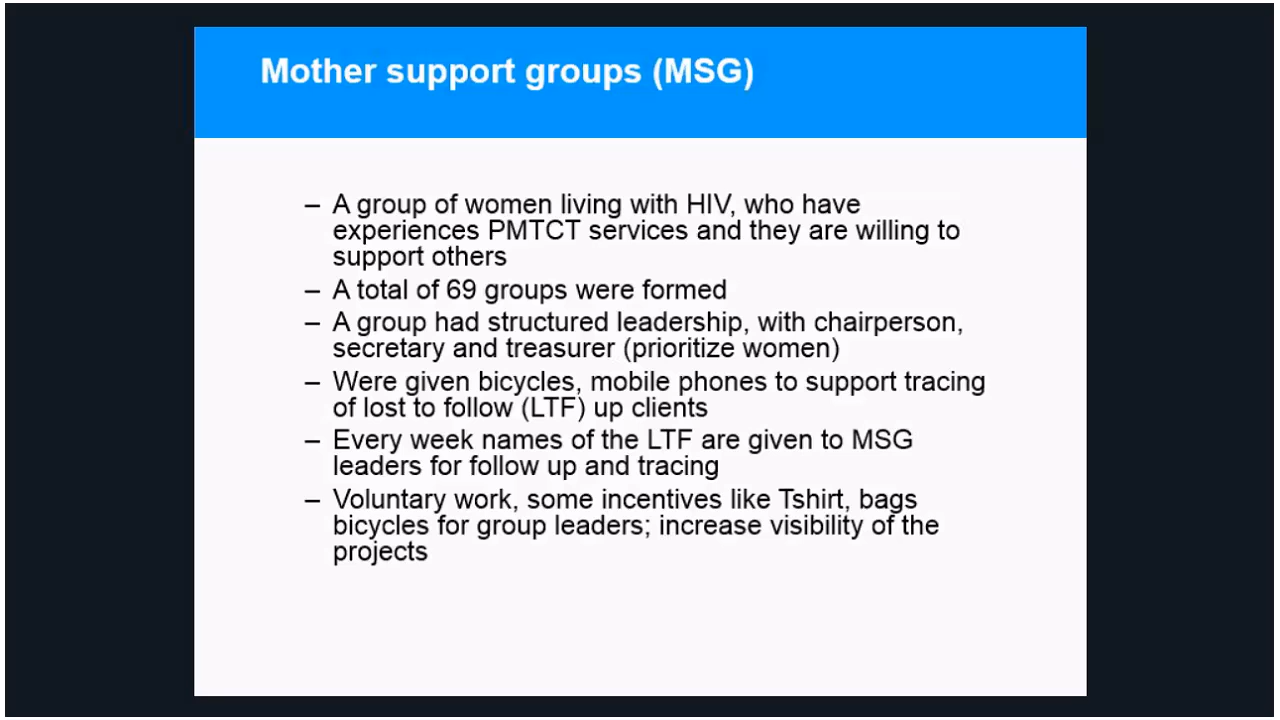 Mother support groups (MSG)
– A group of women living with HIV, who have
experiences PMTCT services and they are willing to
support others
– A total of 69 groups were formed
– A group had structured leadership, with chairperson,
secretary and treasurer (prioritize women)
– Were given bicycles, mobile phones to support tracing
of lost to follow (LTF) up clients
– Every week names of the LTF are given to MSG
leaders for follow up and tracing
– Voluntary work, some incentives like Tshirt, bags
bicycles for group leaders; increase visibility of the
projects